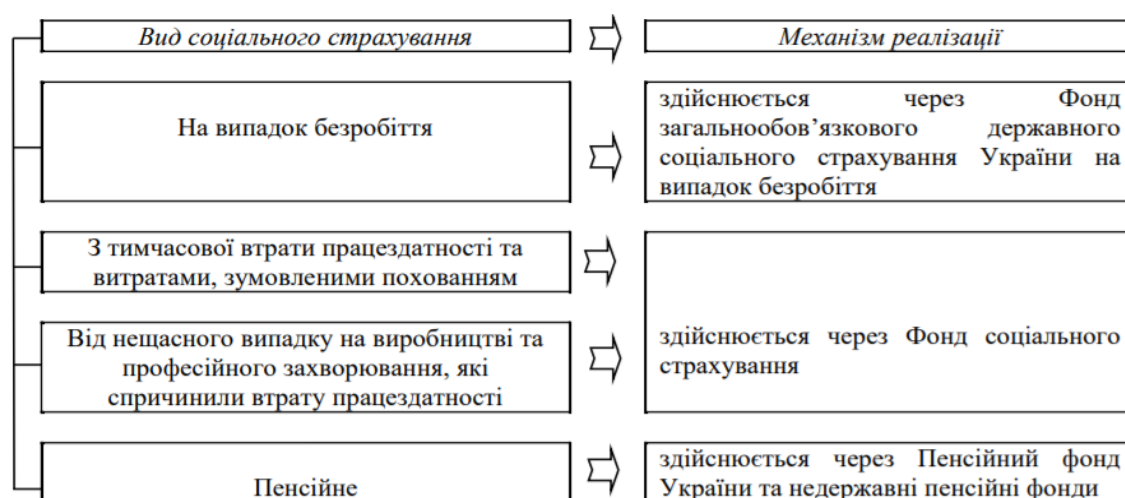 Вид соціального страхування
Механізм реалізації
На випадок безробіття
здійснюється через Фонд
загальнообов’язкового державного
соціального страхування України на
випадок безробіття
З тимчасової втрати працездатності та
витратами, зумовленими похованням
Від нещасного випадку на виробництві та
професійного захворювання, які
спричинили втрату працездатності
здійснюється через Фонд соціального
страхування
Пенсійне
здійснюється через Пенсійний фонд
України та недержавні пенсійні фонди